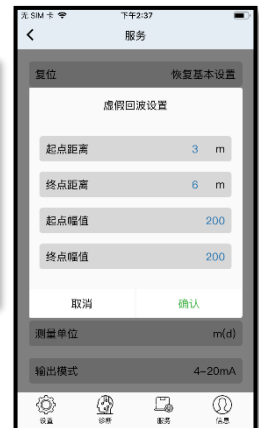 无 SIM 卡 下午2:37
服务
复位 恢复基本设置
虚假回波设置
起点距离 3 m
终点距离 6 m
起点幅值 200
终点幅值 200
取消 确认
测量单位 m(d)
输出模式 4-20mA
设置 诊断 服务 信息